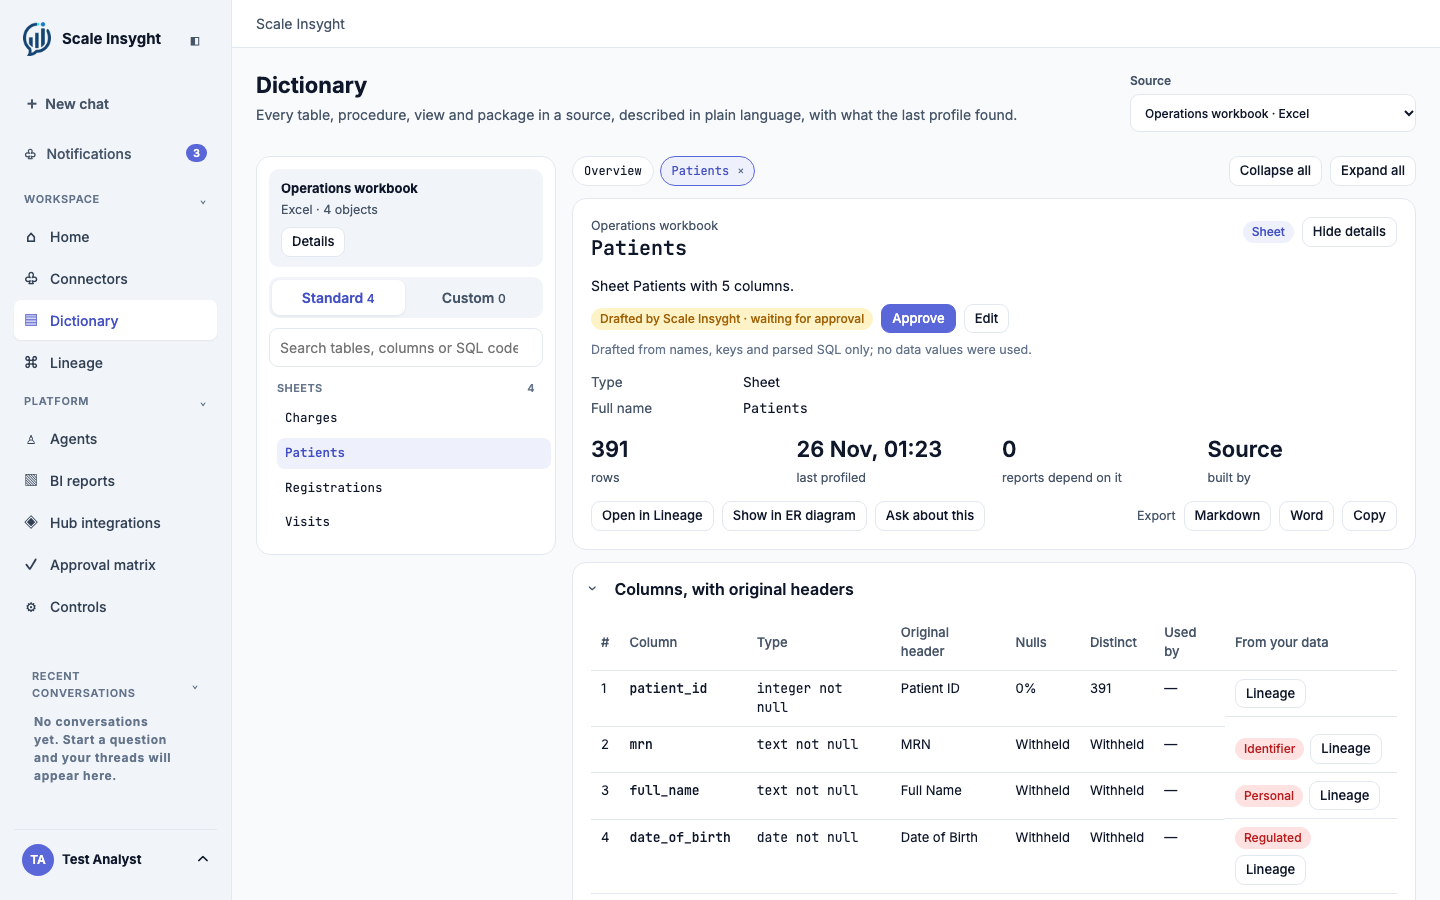 Scale Insyght
Scale Insyght
+ New chat
Notifications
3
WORKSPACE
Home
Connectors
Dictionary
Lineage
PLATFORM
Agents
BI reports
Hub integrations
Approval matrix
Controls
RECENT
CONVERSATIONS
No conversations
yet. Start a question
and your threads will
appear here.
TA
Test Analyst
Dictionary
Every table, procedure, view and package in a source, described in plain language, with what the last profile found.
Source
Operations workbook · Excel
Operations workbook
Excel · 4 objects
Details
Standard 4
Custom 0
Search tables, columns or SQL code
SHEETS
4
Charges
Patients
Registrations
Visits
Overview
Patients ×
Collapse all
Expand all
Operations workbook
Patients
Sheet
Hide details
Sheet Patients with 5 columns.
Drafted by Scale Insyght · waiting for approval
Approve
Edit
Drafted from names, keys and parsed SQL only; no data values were used.
Type Sheet
Full name Patients
391 26 Nov, 01:23 0 Source
rows last profiled reports depend on it built by
Open in Lineage
Show in ER diagram
Ask about this
Export
Markdown
Word
Copy
Columns, with original headers
# Column Type Original header Nulls Distinct Used by From your data
1 patient_id integer not null Patient ID 0% 391 — Lineage
2 mrn text not null MRN Withheld Withheld — Identifier Lineage
3 full_name text not null Full Name Withheld Withheld — Personal Lineage
4 date_of_birth date not null Date of Birth Withheld Withheld — Regulated
Lineage